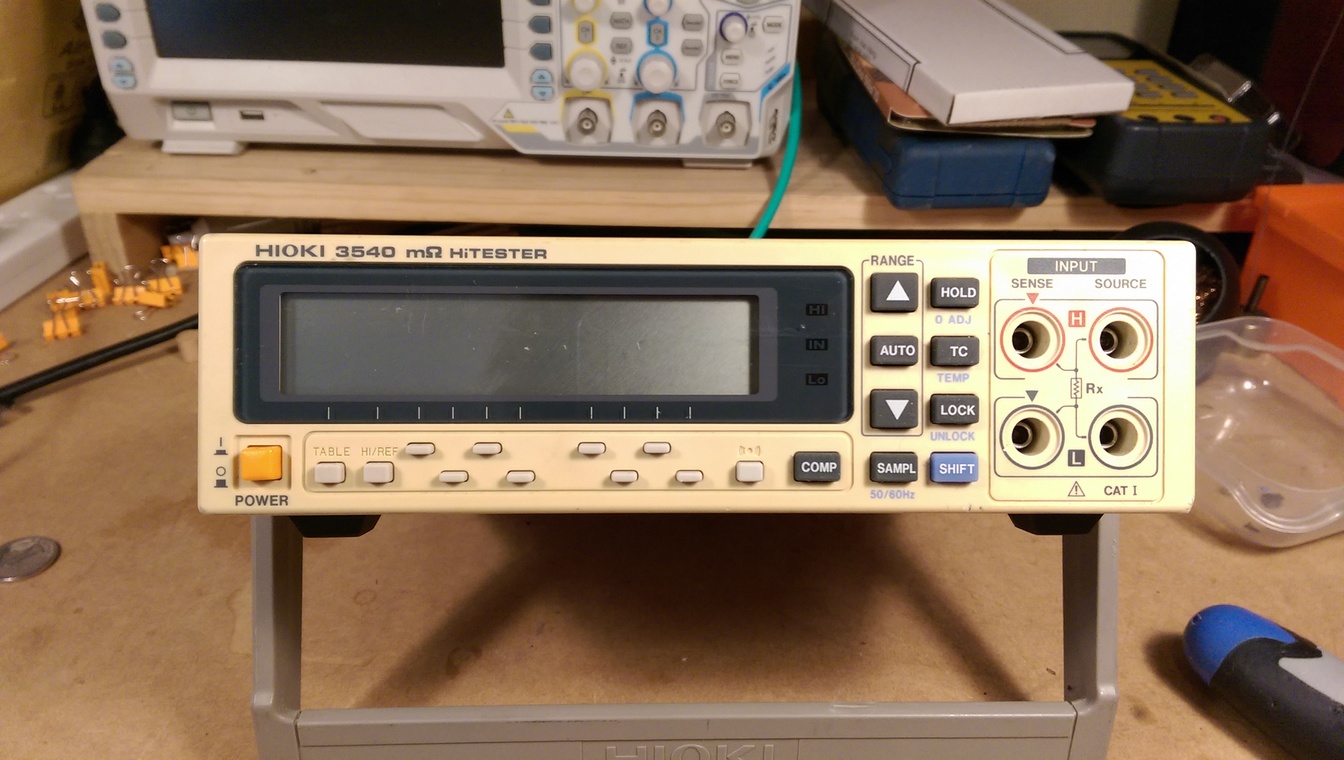 HIOKI 3540 mΩ HiTESTER
Hi
IN
Lo
TABLE HI/REF
POWER
COMP
RANGE
AUTO
SAMPL
50/60Hz
HOLD
0 ADJ
TC
TEMP
LOCK
UNLOCK
SHIFT
INPUT
SENSE SOURCE
H
Rx
L
CAT I
HIOKI